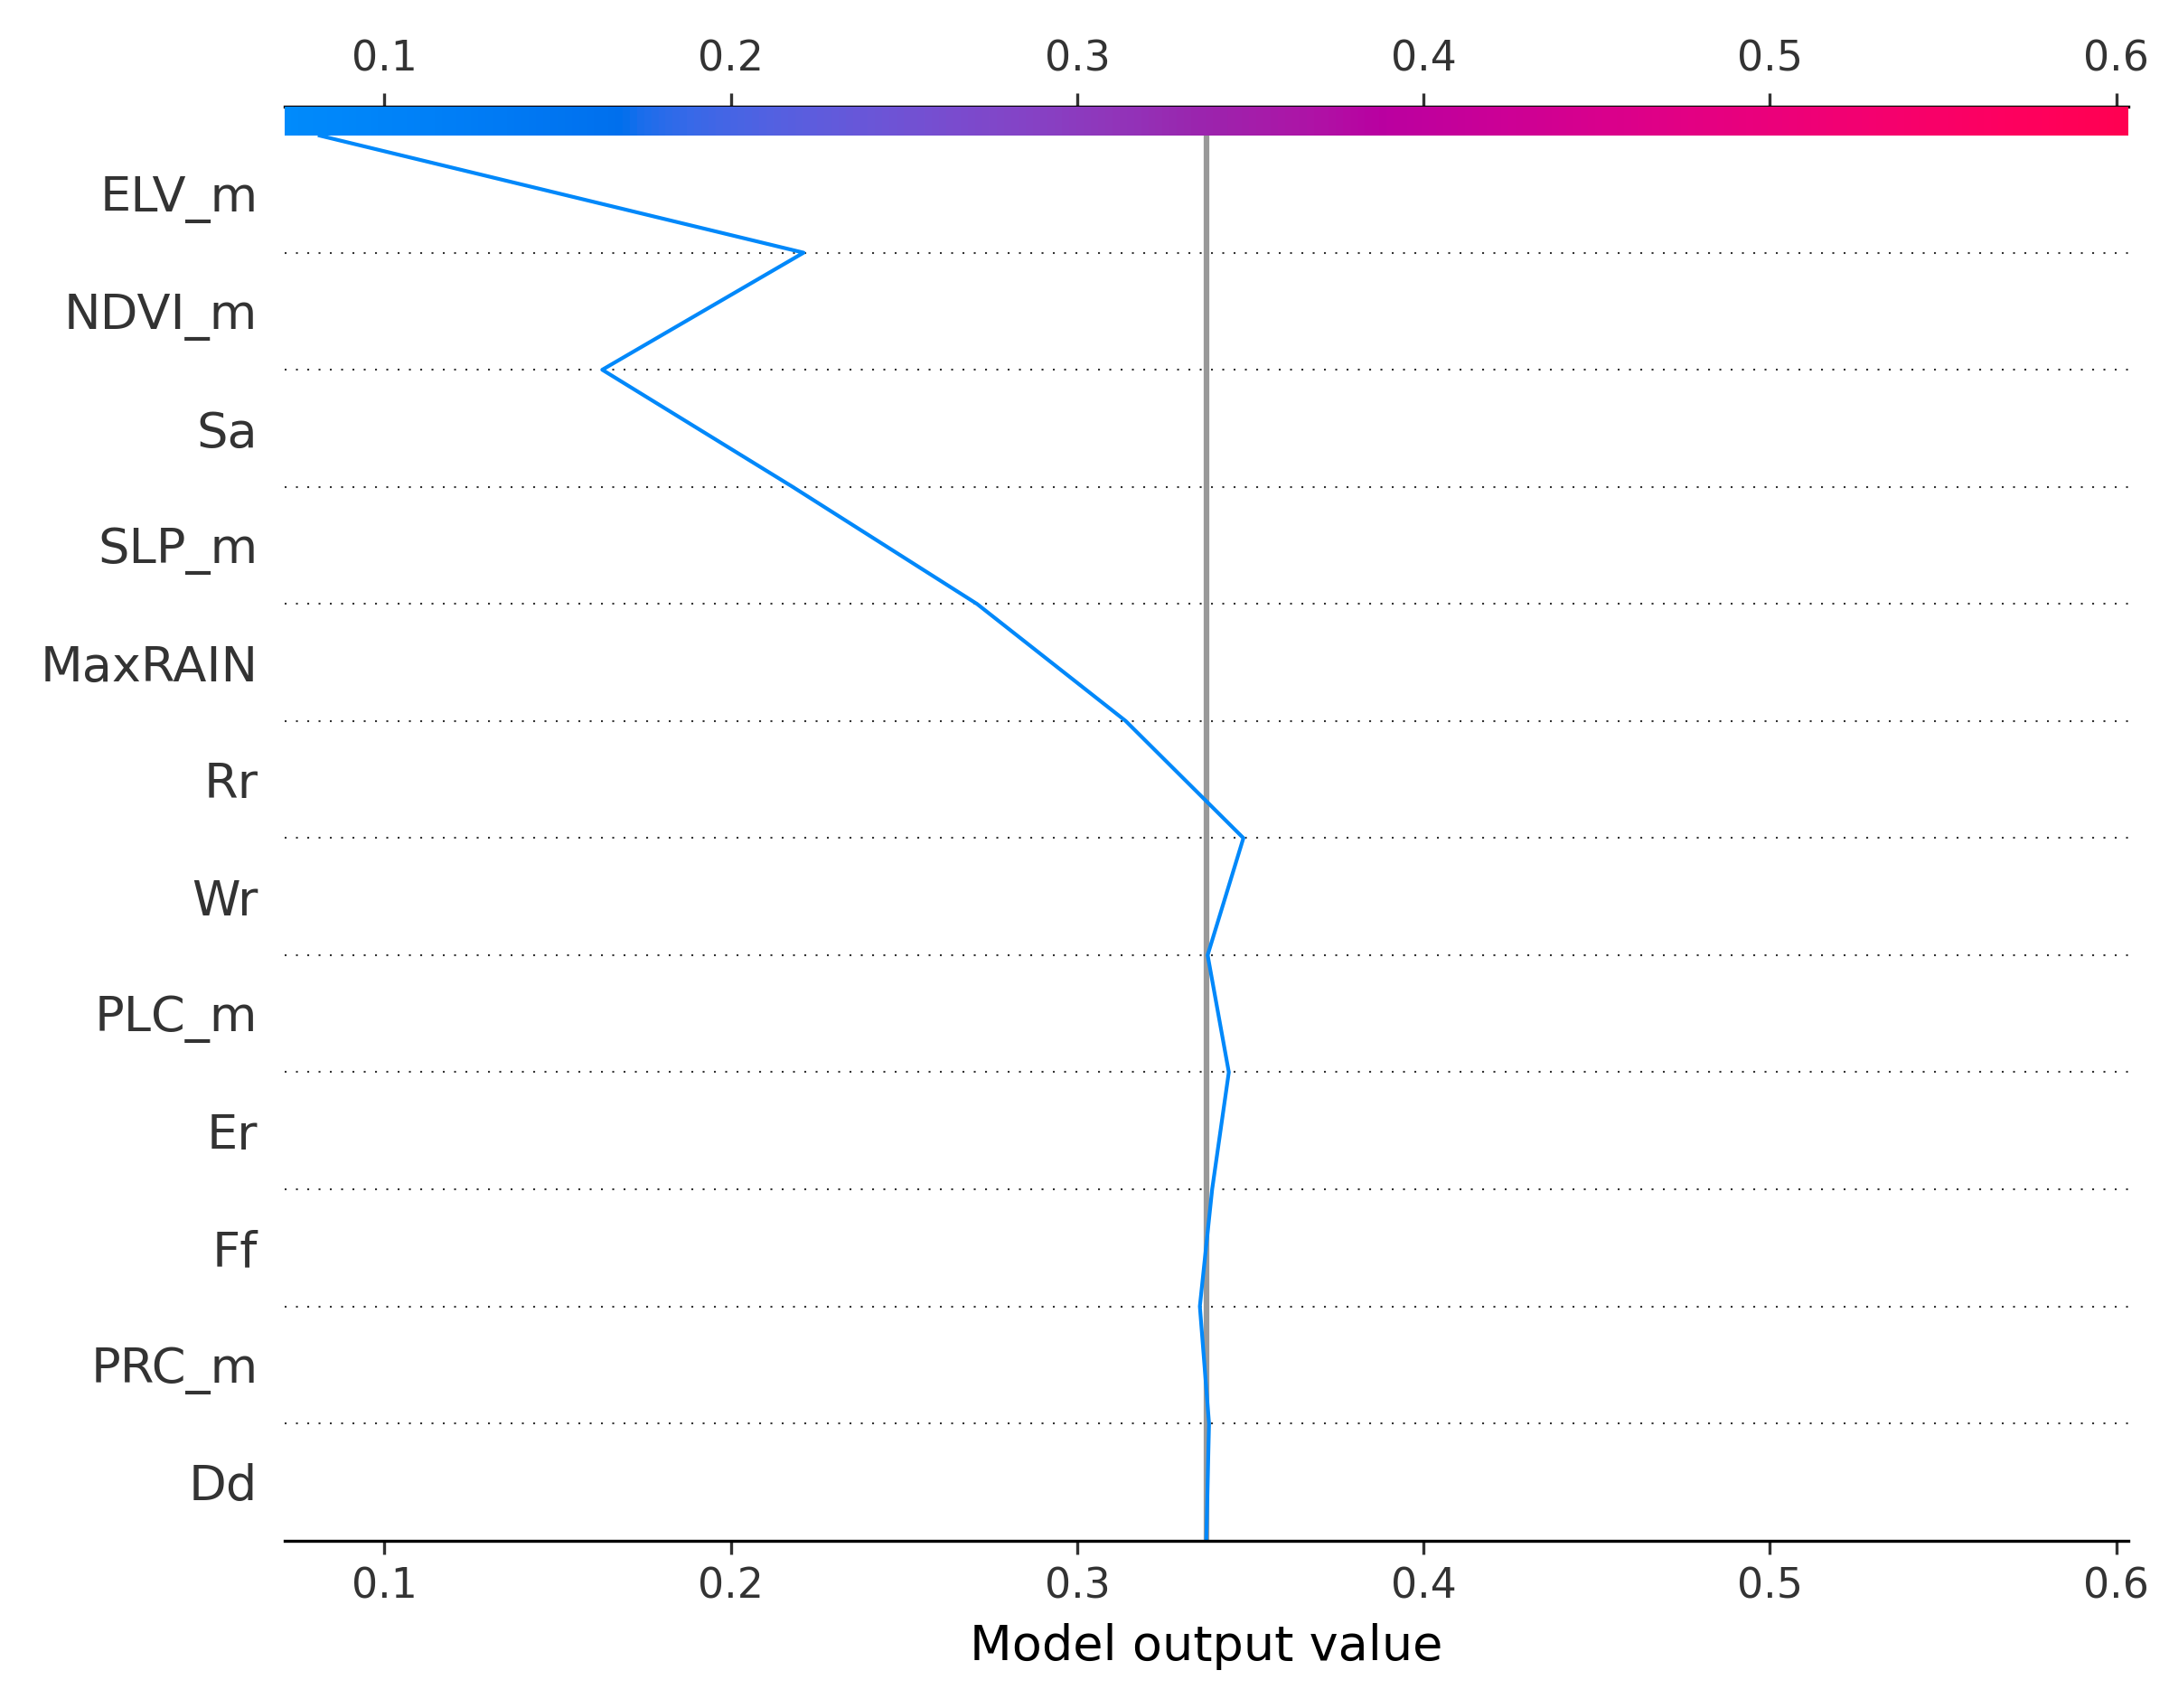 0.1 0.2 0.3 0.4 0.5 0.6
ELV_m
NDVI_m
Sa
SLP_m
MaxRAIN
Rr
Wr
PLC_m
Er
Ff
PRC_m
Dd
0.1 0.2 0.3 0.4 0.5 0.6
Model output value